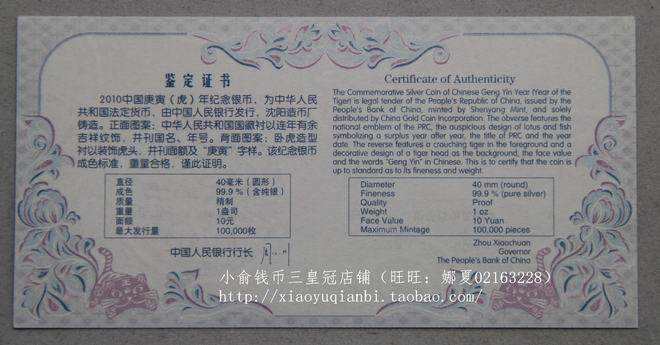 鉴定证书
2010中国庚寅（虎）年纪念银币，为中华人民
共和国法定货币，由中国人民银行发行，沈阳造币厂
铸造。正面图案：中华人民共和国国徽衬以连年有余
吉祥纹饰，并刊国名、年号。背面图案：卧虎造型
衬以装饰虎头，并刊面额及“庚寅”字样。该纪念银币
成色标准，重量合格，谨此证明。
直径 40毫米（圆形）
成色 99.9%（含纯银）
质量 精制
重量 1盎司
面额 10元
最大发行量 100,000枚
中国人民银行行长
Certificate of Authenticity
The Commemorative Silver Coin of Chinese Geng Yin Year (Year of the
Tiger) is legal tender of the People's Republic of China, issued by the
People's Bank of China, minted by Shenyang Mint, and solely
distributed by China Gold Coin Incorporation. The obverse features the
national emblem of the PRC, the auspicious design of lotus and fish
symbolizing a surplus year after year, the title of PRC and the year
date. The reverse features a crouching tiger in the foreground and a
decorative design of a tiger head as the background, the face value
and the words "Geng Yin" in Chinese. This is to certify that the coin is
up to standard as to its fineness and weight.
Diameter 40 mm (round)
Fineness 99.9% (pure silver)
Quality Proof
Weight 1 oz
Face Value 10 Yuan
Maximum Mintage 100,000 pieces
Zhou Xiaochuan
Governor
The People's Bank of China
小俞钱币三皇冠店铺（旺旺：娜夏02163228）
http://xiaoyuqianbi.taobao.com/